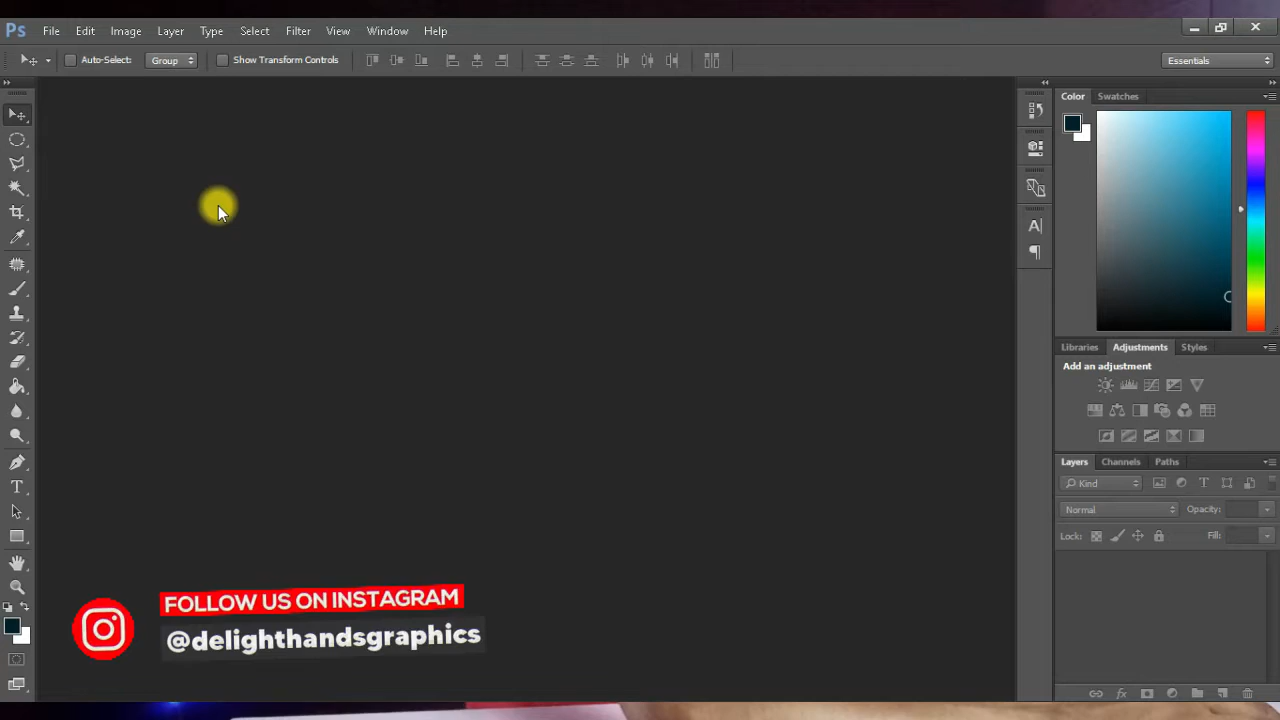 Ps File Edit Image Layer Type Select Filter View Window Help
Auto-Select: Group Show Transform Controls Essentials
Color Swatches
Libraries Adjustments Styles
Add an adjustment
Layers Channels Paths
Kind
Normal Opacity:
Lock: Fill:
FOLLOW US ON INSTAGRAM
@delighthandsgraphics